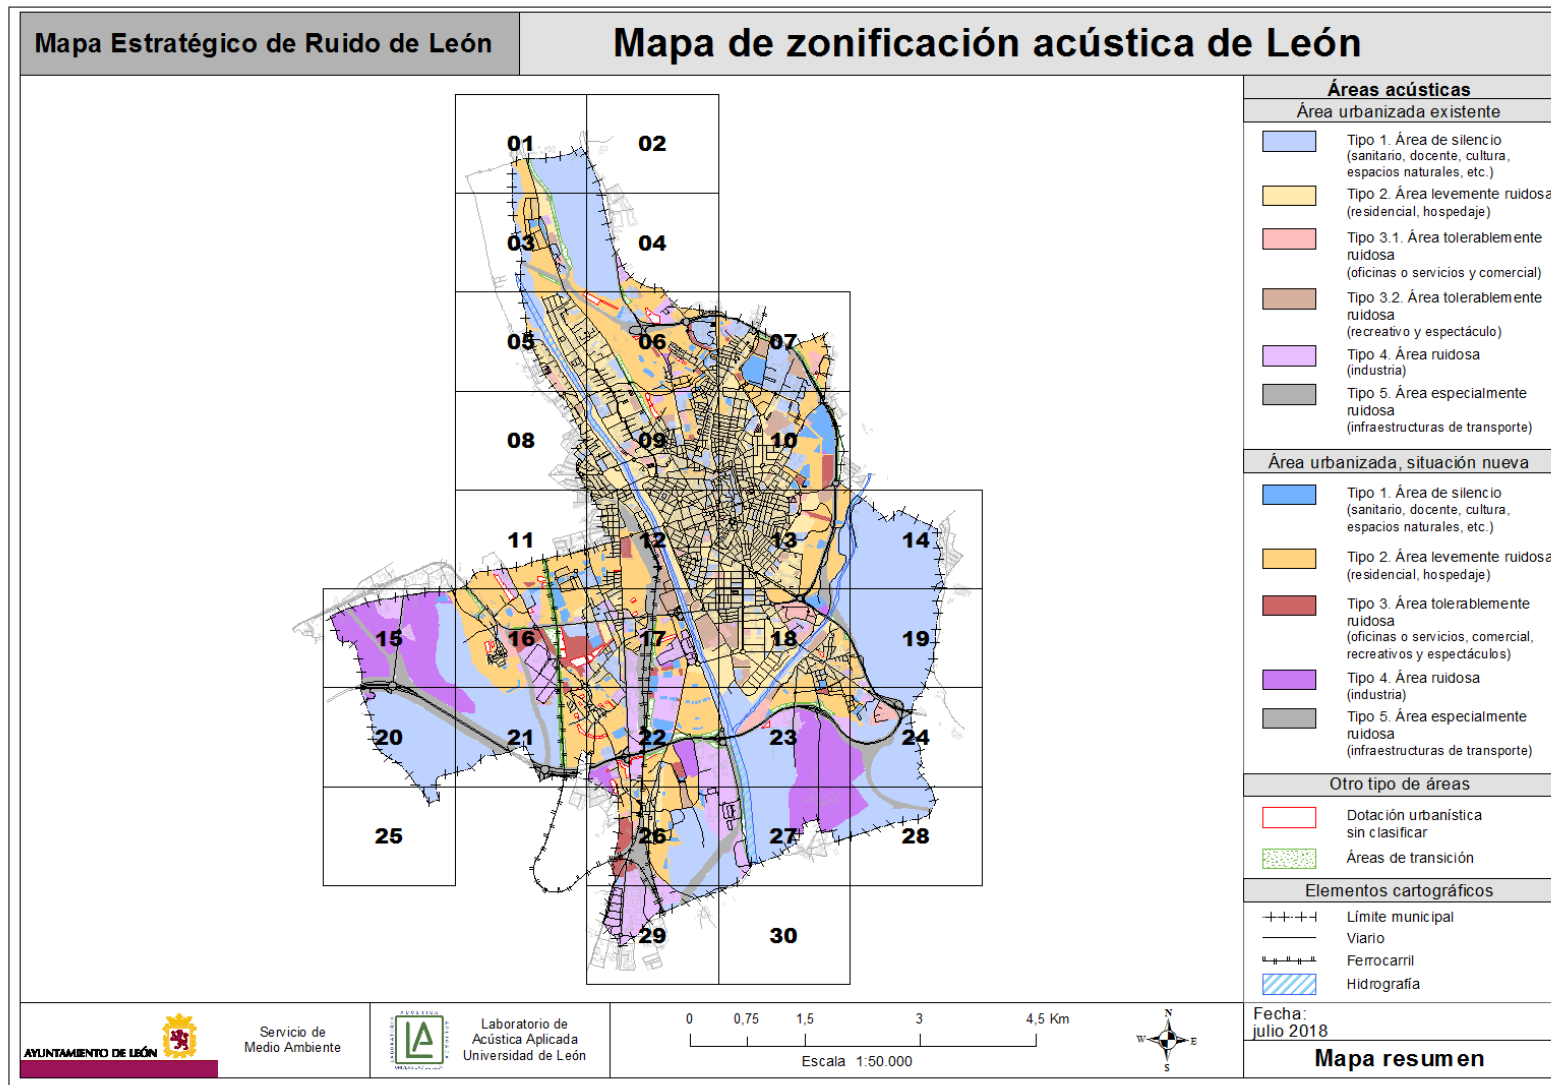 Mapa Estratégico de Ruido de León
Mapa de zonificación acústica de León
01
02
03
04
05
06
07
08
09
10
11
12
13
14
15
16
17
18
19
20
21
22
23
24
25
26
27
28
29
30
Áreas acústicas
Área urbanizada existente
Tipo 1. Área de silencio
(sanitario, docente, cultura,
espacios naturales, etc.)
Tipo 2. Área levemente ruidosa
(residencial, hospedaje)
Tipo 3.1. Área tolerablemente
ruidosa
(oficinas o servicios y comercial)
Tipo 3.2. Área tolerablemente
ruidosa
(recreativo y espectáculo)
Tipo 4. Área ruidosa
(industria)
Tipo 5. Área especialmente
ruidosa
(infraestructuras de transporte)
Área urbanizada, situación nueva
Tipo 1. Área de silencio
(sanitario, docente, cultura,
espacios naturales, etc.)
Tipo 2. Área levemente ruidosa
(residencial, hospedaje)
Tipo 3. Área tolerablemente
ruidosa
(oficinas o servicios, comercial,
recreativos y espectáculos)
Tipo 4. Área ruidosa
(industria)
Tipo 5. Área especialmente
ruidosa
(infraestructuras de transporte)
Otro tipo de áreas
Dotación urbanística
sin clasificar
Áreas de transición
Elementos cartográficos
Límite municipal
Viario
Ferrocarril
Hidrografía
AYUNTAMIENTO DE LEÓN
Servicio de
Medio Ambiente
LA
Laboratorio de
Acústica Aplicada
Universidad de León
0 0,75 1,5 3 4,5 Km
Escala 1:50.000
N
W E
S
Fecha:
julio 2018
Mapa resumen